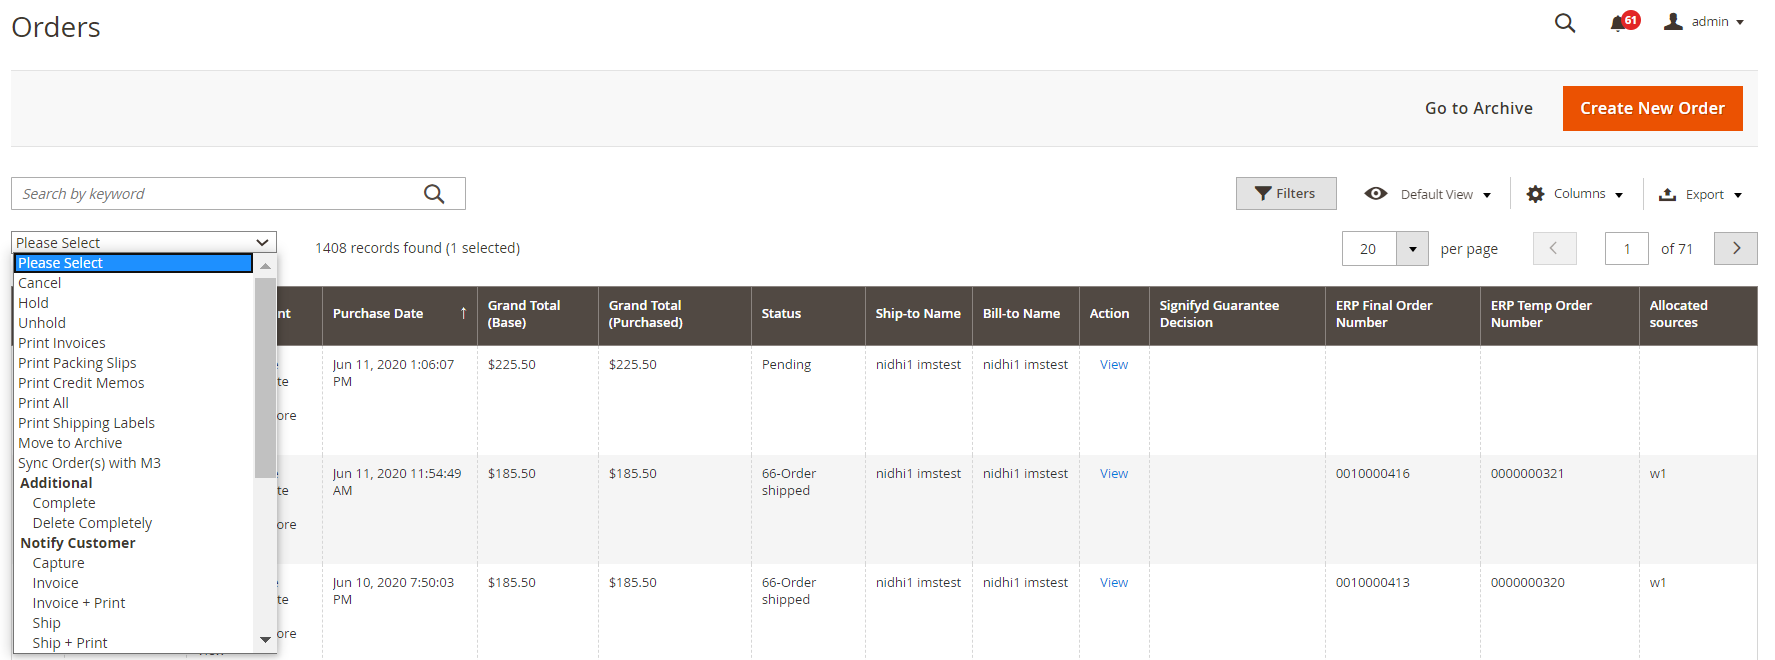 Orders
61
admin
Go to Archive
Create New Order
Search by keyword
Filters
Default View
Columns
Export
Please Select
1408 records found (1 selected)
20
per page
1
of 71
Please Select
Cancel
Hold
Unhold
Print Invoices
Print Packing Slips
Print Credit Memos
Print All
Print Shipping Labels
Move to Archive
Sync Order(s) with M3
Additional
Complete
Delete Completely
Notify Customer
Capture
Invoice
Invoice + Print
Ship
Ship + Print
nt
Purchase Date ↑
Grand Total
(Base)
Grand Total
(Purchased)
Status
Ship-to Name
Bill-to Name
Action
Signifyd Guarantee
Decision
ERP Final Order
Number
ERP Temp Order
Number
Allocated
sources
te
ore
Jun 11, 2020 1:06:07
PM
$225.50
$225.50
Pending
nidhi1 imstest
nidhi1 imstest
View
te
ore
Jun 11, 2020 11:54:49
AM
$185.50
$185.50
66-Order
shipped
nidhi1 imstest
nidhi1 imstest
View
0010000416
0000000321
w1
te
ore
Jun 10, 2020 7:50:03
PM
$185.50
$185.50
66-Order
shipped
nidhi1 imstest
nidhi1 imstest
View
0010000413
0000000320
w1